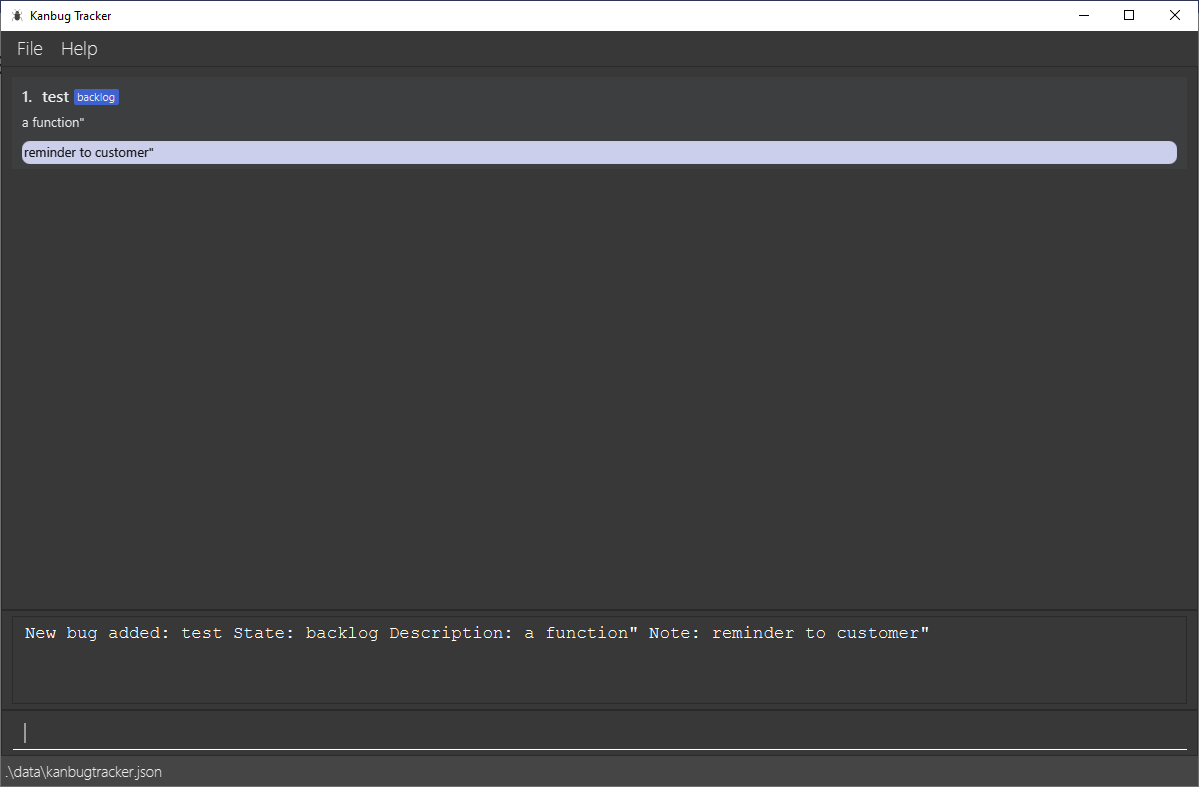 Kanbug Tracker
File Help
1. test backlog
a function"
reminder to customer"
New bug added: test State: backlog Description: a function" Note: reminder to customer"
.\data\kanbugtracker.json